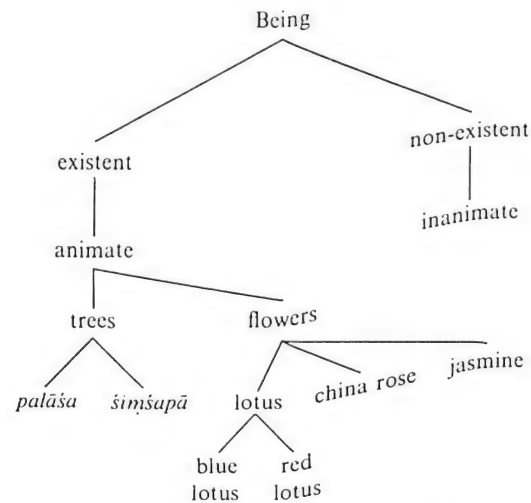 Being
existent
non-existent
animate
inanimate
trees
flowers
palāśa
śiṃśapā
lotus
china rose
jasmine
blue
lotus
red
lotus